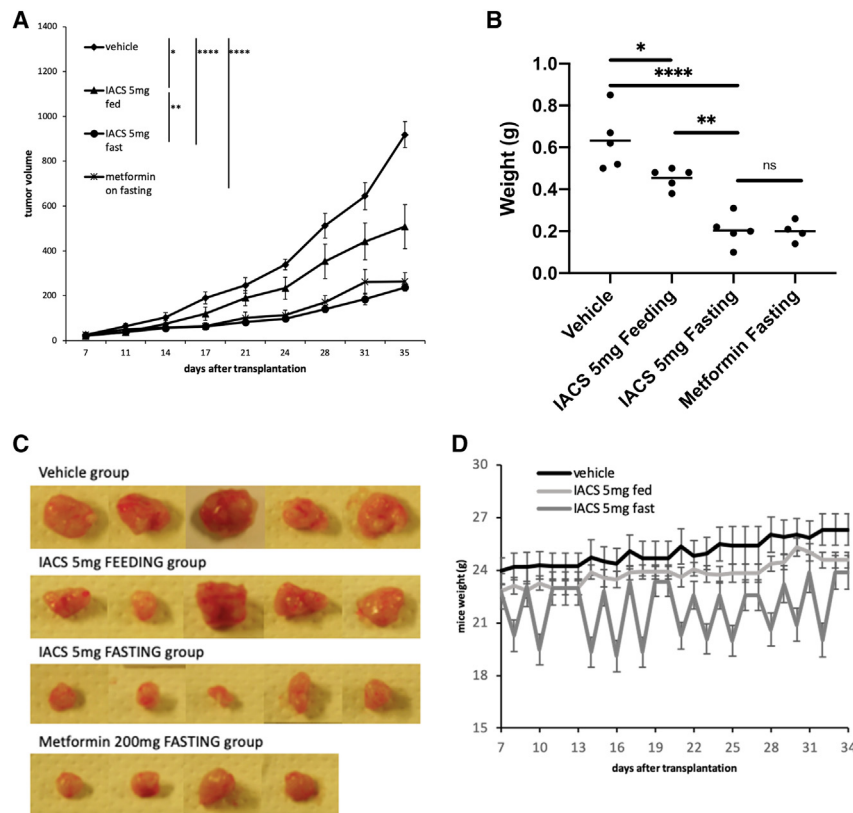 A
1400
1200
1000
800
600
400
200
0
tumor volume
vehicle
IACS 5mg
fed
IACS 5mg
fast
metformin
on fasting
*
****
****
**
7 11 14 17 21 24 28 31 35
days after transplantation
B
*
****
**
ns
1.0
0.8
0.6
0.4
0.2
0.0
Weight (g)
Vehicle
IACS 5mg Feeding
IACS 5mg Fasting
Metformin Fasting
C
Vehicle group
IACS 5mg FEEDING group
IACS 5mg FASTING group
Metformin 200mg FASTING group
D
30
27
24
21
18
15
mice weight(g)
vehicle
IACS 5mg fed
IACS 5mg fast
7 10 13 16 19 22 25 28 31 34
days after transplantation